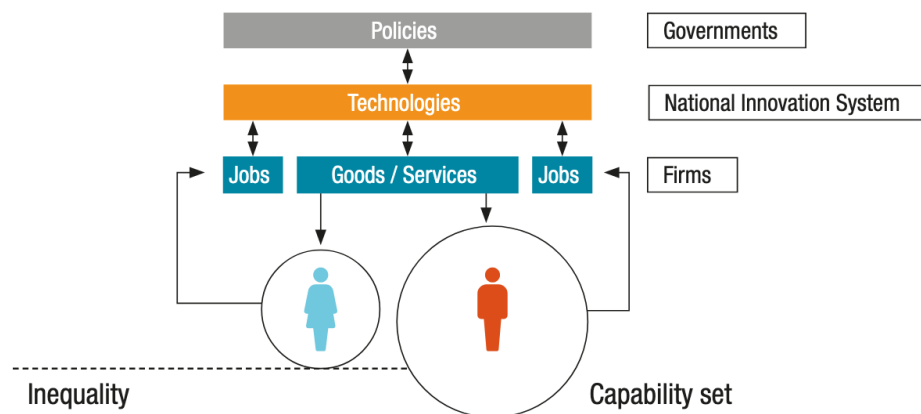 Policies
Governments
Technologies
National Innovation System
Jobs
Goods / Services
Jobs
Firms
Inequality
Capability set